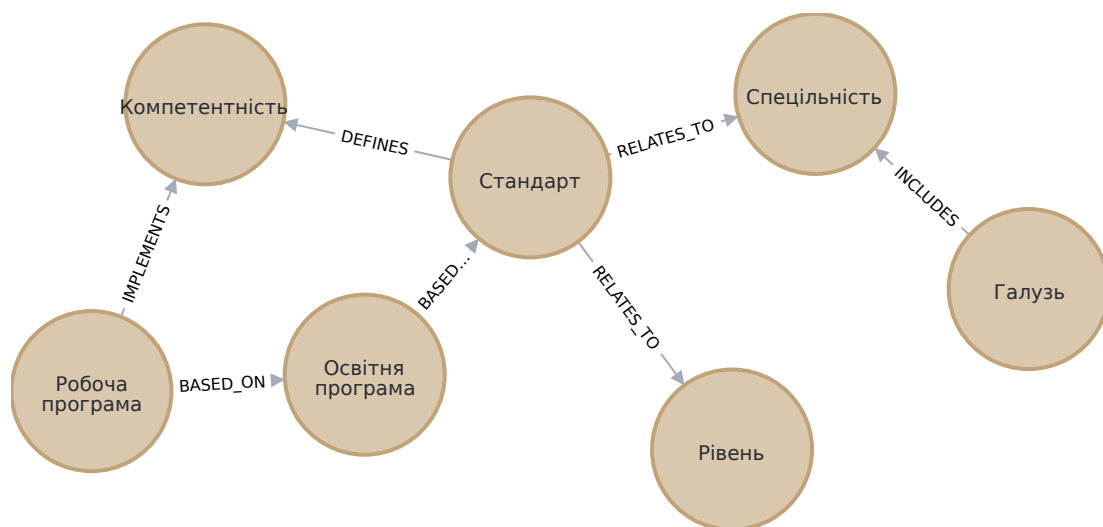 Компетентність
DEFINES
Стандарт
RELATES_TO
Спецільність
INCLUDES
Галузь
IMPLEMENTS
BASED...
RELATES_TO
Робоча
програма
BASED_ON
Освітня
програма
Рівень